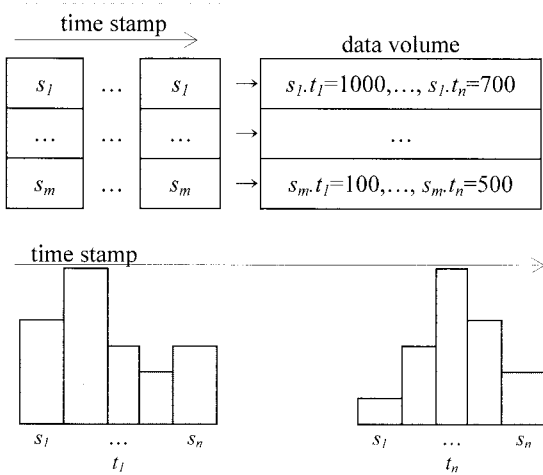 time stamp
data volume
s1 … s1 → s1.t1=1000,…, s1.tn=700
… … … → …
sm … sm → sm.t1=100,…, sm.tn=500
time stamp
s1 … sn s1 … sn
t1 tn